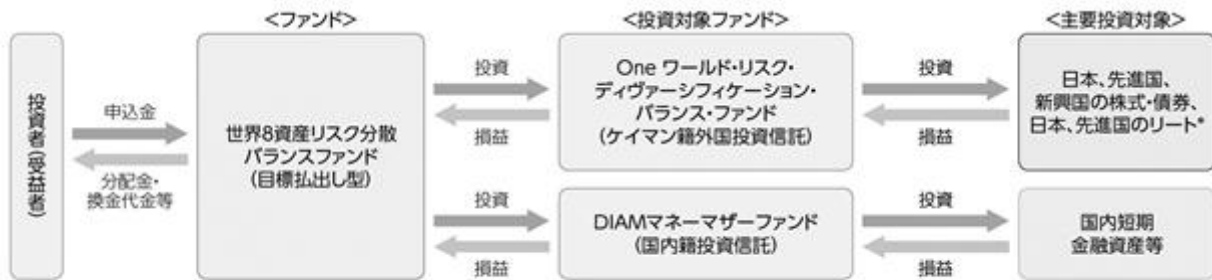 <ファンド>
<投資対象ファンド>
<主要投資対象>
投資者(受益者)
申込金
分配金・
換金代金等
世界8資産リスク分散
バランスファンド
(目標払出し型)
投資
損益
One ワールド・リスク・
ディヴァーシフィケーション・
バランス・ファンド
(ケイマン籍外国投資信託)
投資
損益
日本、先進国、
新興国の株式・債券、
日本、先進国のリート*
投資
損益
DIAMマネーマザーファンド
(国内籍投資信託)
投資
損益
国内短期
金融資産等